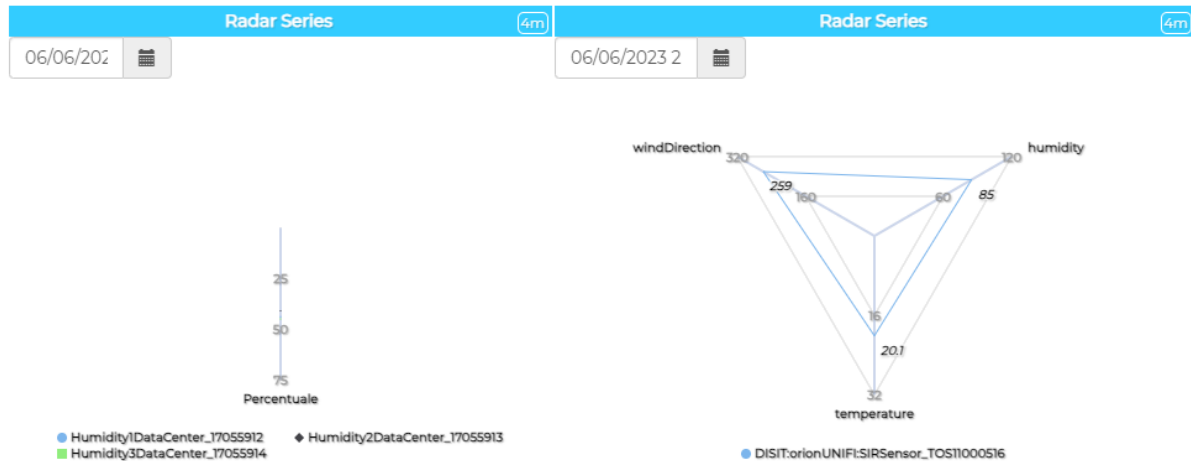 Radar Series 4m
06/06/202
25
50
75
Percentuale
Humidity1DataCenter_17055912 Humidity2DataCenter_17055913
Humidity3DataCenter_17055914
Radar Series 4m
06/06/2023 2
windDirection 320 120 humidity
259 85
160 60
16
20.1
32
temperature
DISIT:orionUNIFI:SIRSensor_TOS11000516